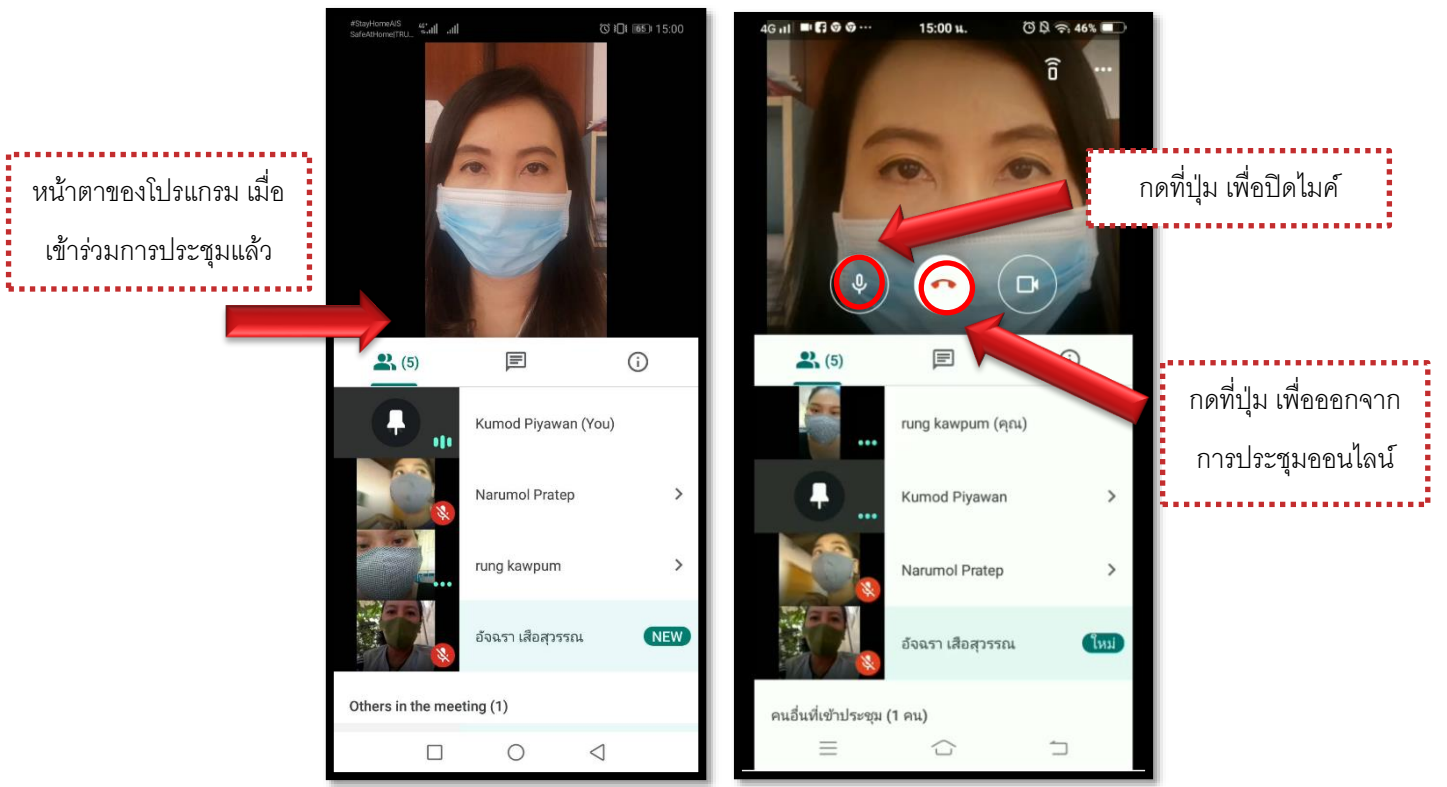 หน้าตาของโปรแกรม เมื่อ
เข้าร่วมการประชุมแล้ว
#StayHomeAIS
SafeAtHome|TRU...
65 15:00
(5)
Kumod Piyawan (You)
Narumol Pratep
rung kawpum
อัจฉรา เสือสุวรรณ NEW
Others in the meeting (1)
4G 15:00 น. 46%
(5)
rung kawpum (คุณ)
Kumod Piyawan
Narumol Pratep
อัจฉรา เสือสุวรรณ ใหม่
คนอื่นที่เข้าประชุม (1 คน)
กดที่ปุ่ม เพื่อปิดไมค์
กดที่ปุ่ม เพื่อออกจาก
การประชุมออนไลน์